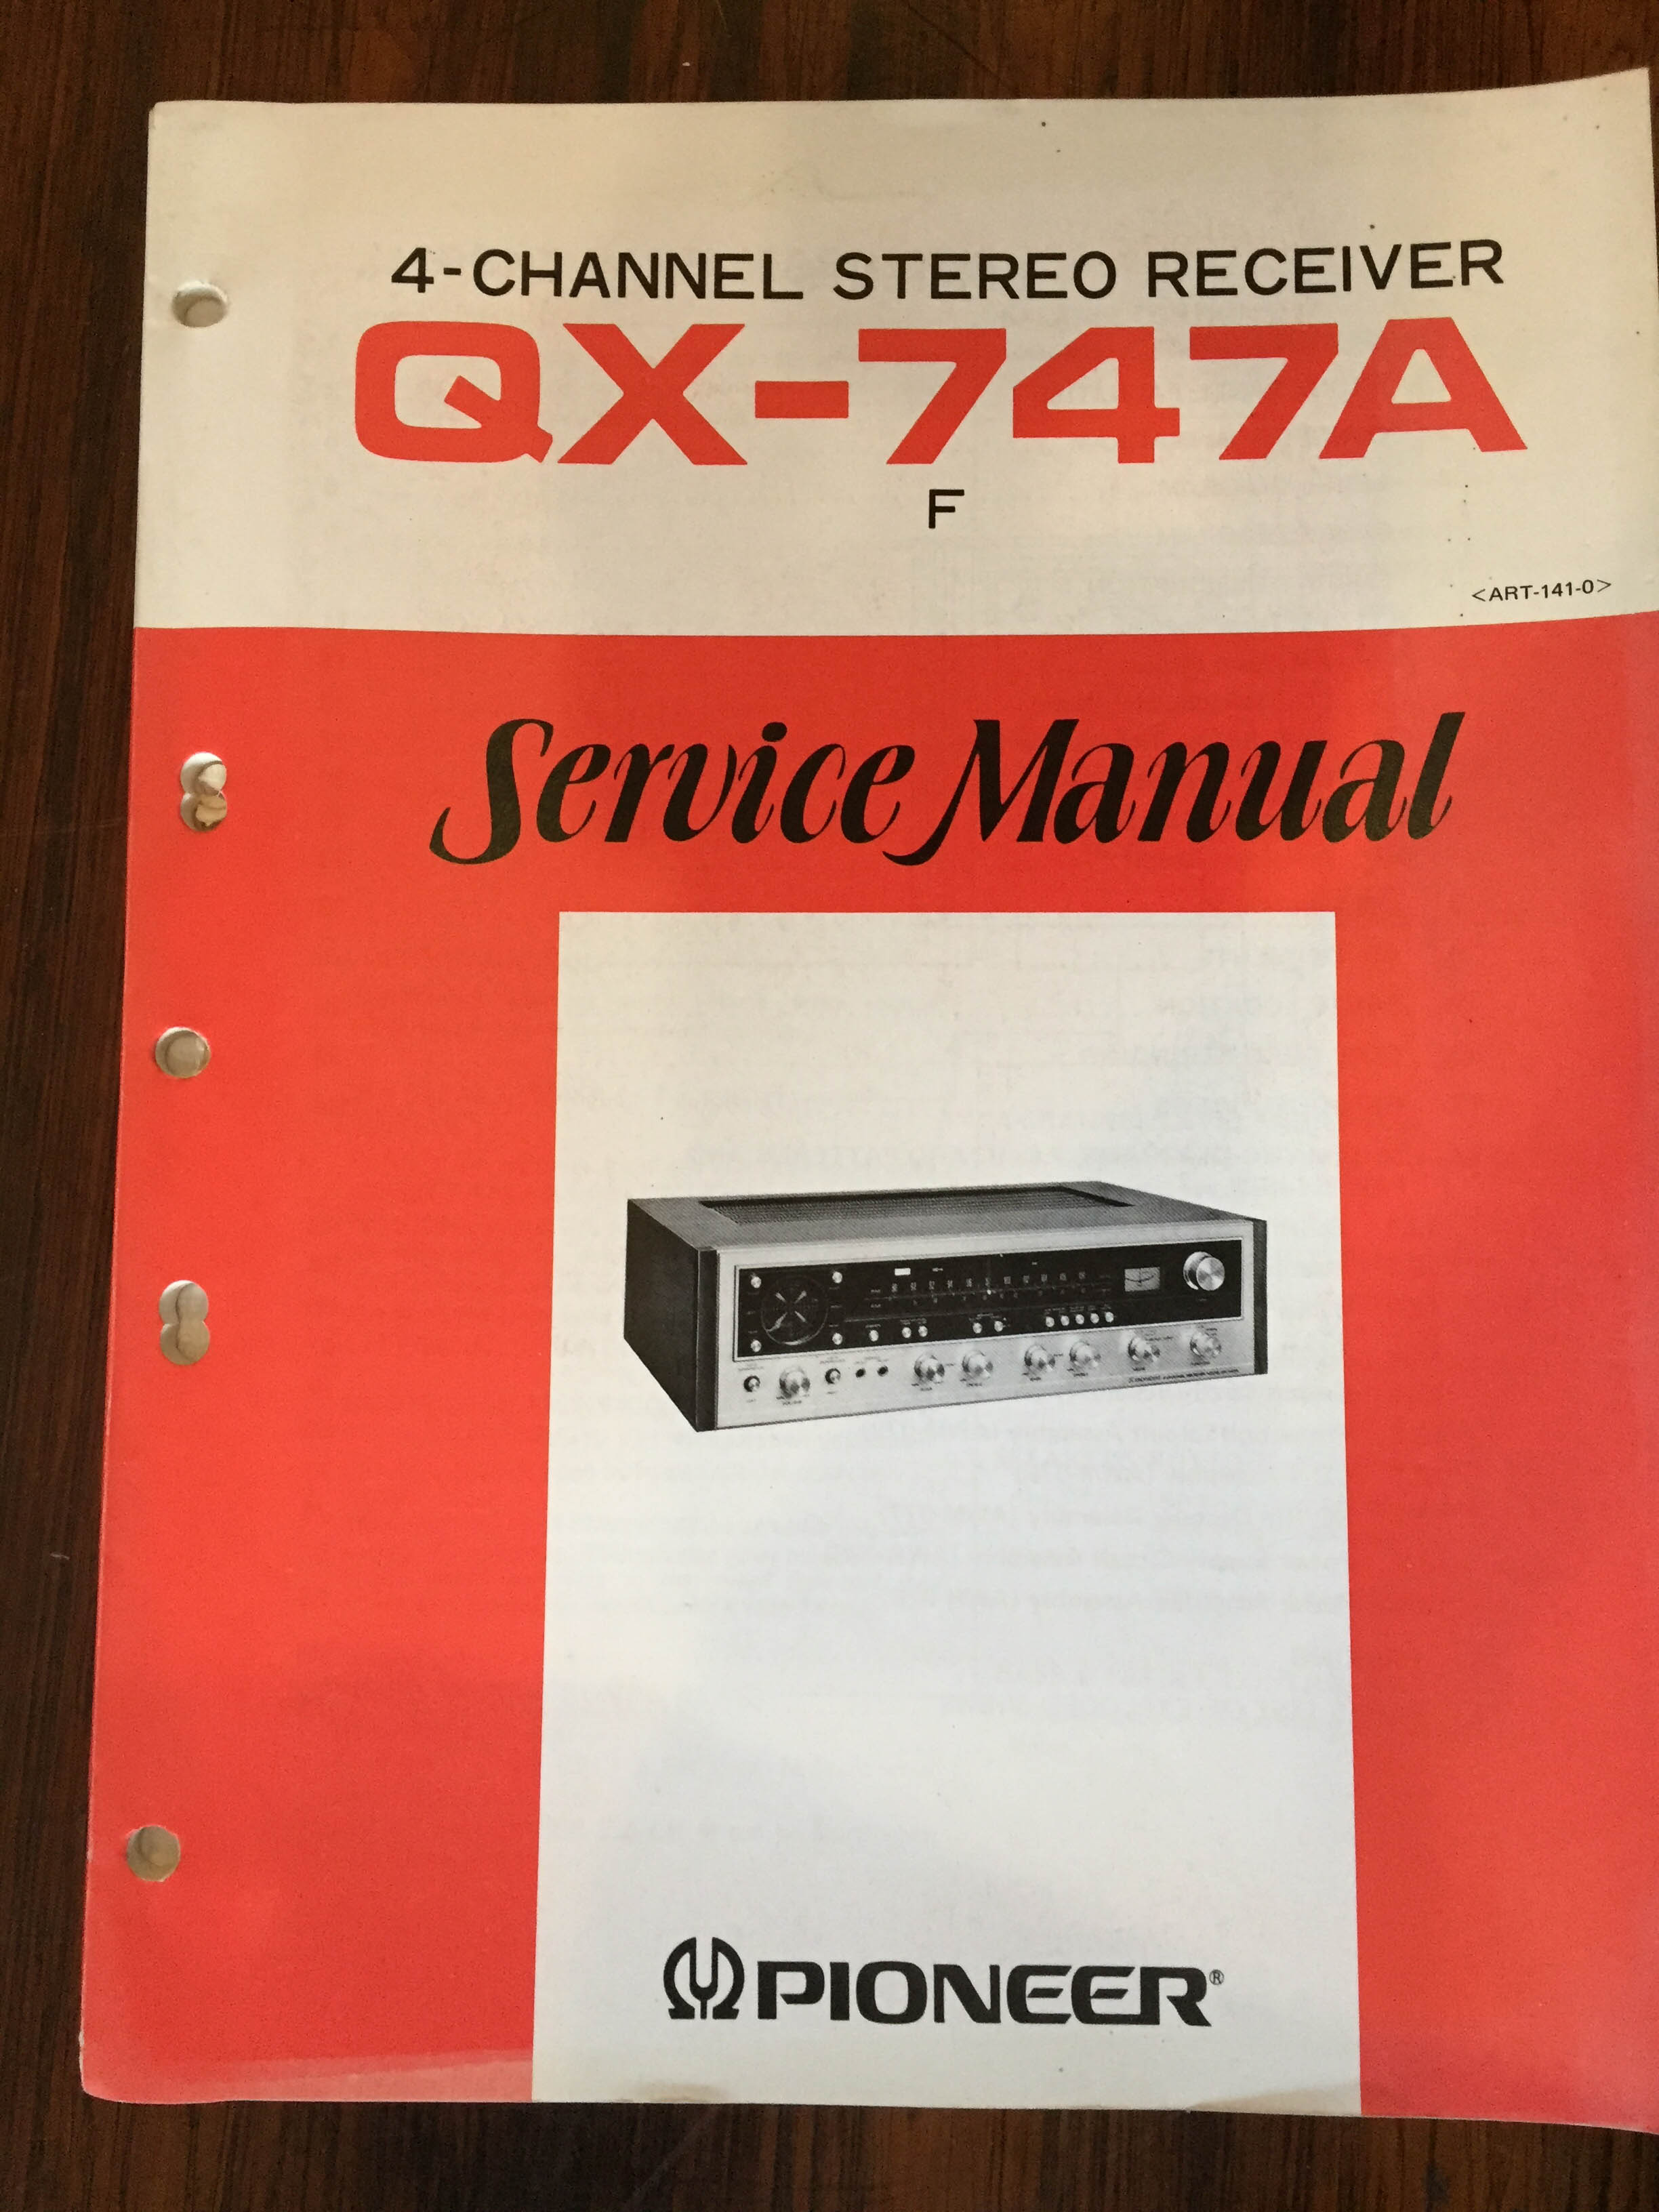 4-CHANNEL STEREO RECEIVER
QX-747A
F
<ART-141-0>
Service Manual
PIONEER®